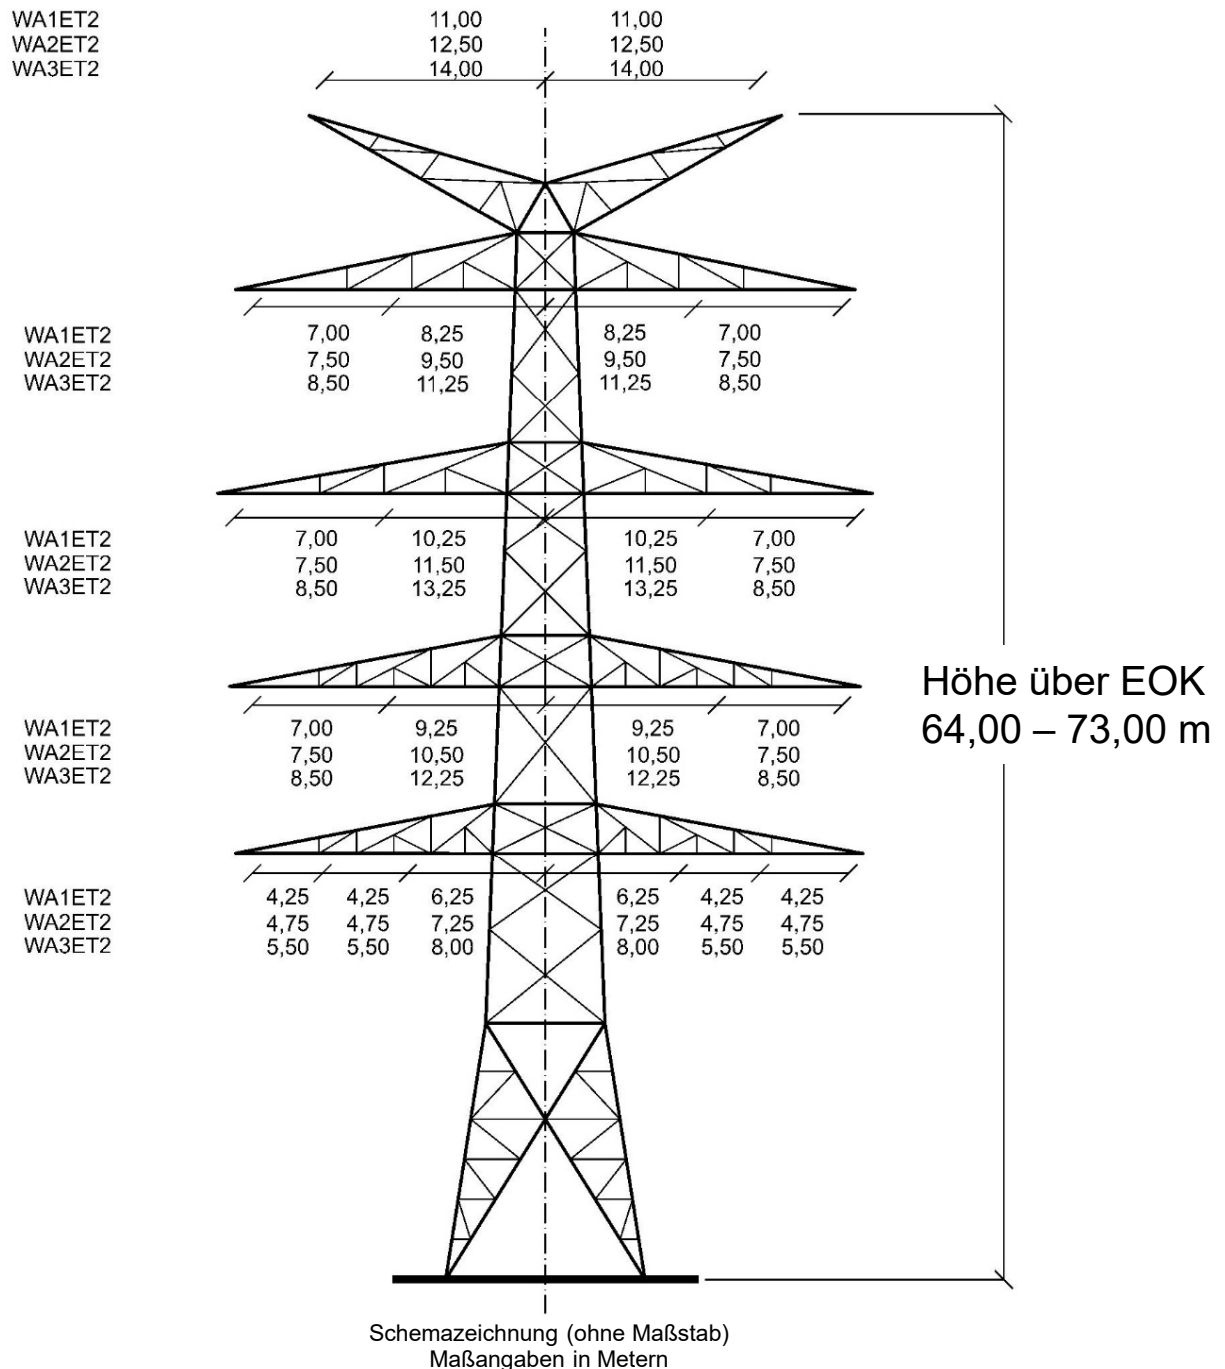 WA1ET2 11,00 11,00
WA2ET2 12,50 12,50
WA3ET2 14,00 14,00
WA1ET2 7,00 8,25 8,25 7,00
WA2ET2 7,50 9,50 9,50 7,50
WA3ET2 8,50 11,25 11,25 8,50
WA1ET2 7,00 10,25 10,25 7,00
WA2ET2 7,50 11,50 11,50 7,50
WA3ET2 8,50 13,25 13,25 8,50
Höhe über EOK
64,00 – 73,00 m
WA1ET2 7,00 9,25 9,25 7,00
WA2ET2 7,50 10,50 10,50 7,50
WA3ET2 8,50 12,25 12,25 8,50
WA1ET2 4,25 4,25 6,25 6,25 4,25 4,25
WA2ET2 4,75 4,75 7,25 7,25 4,75 4,75
WA3ET2 5,50 5,50 8,00 8,00 5,50 5,50
Schemazeichnung (ohne Maßstab)
Maßangaben in Metern